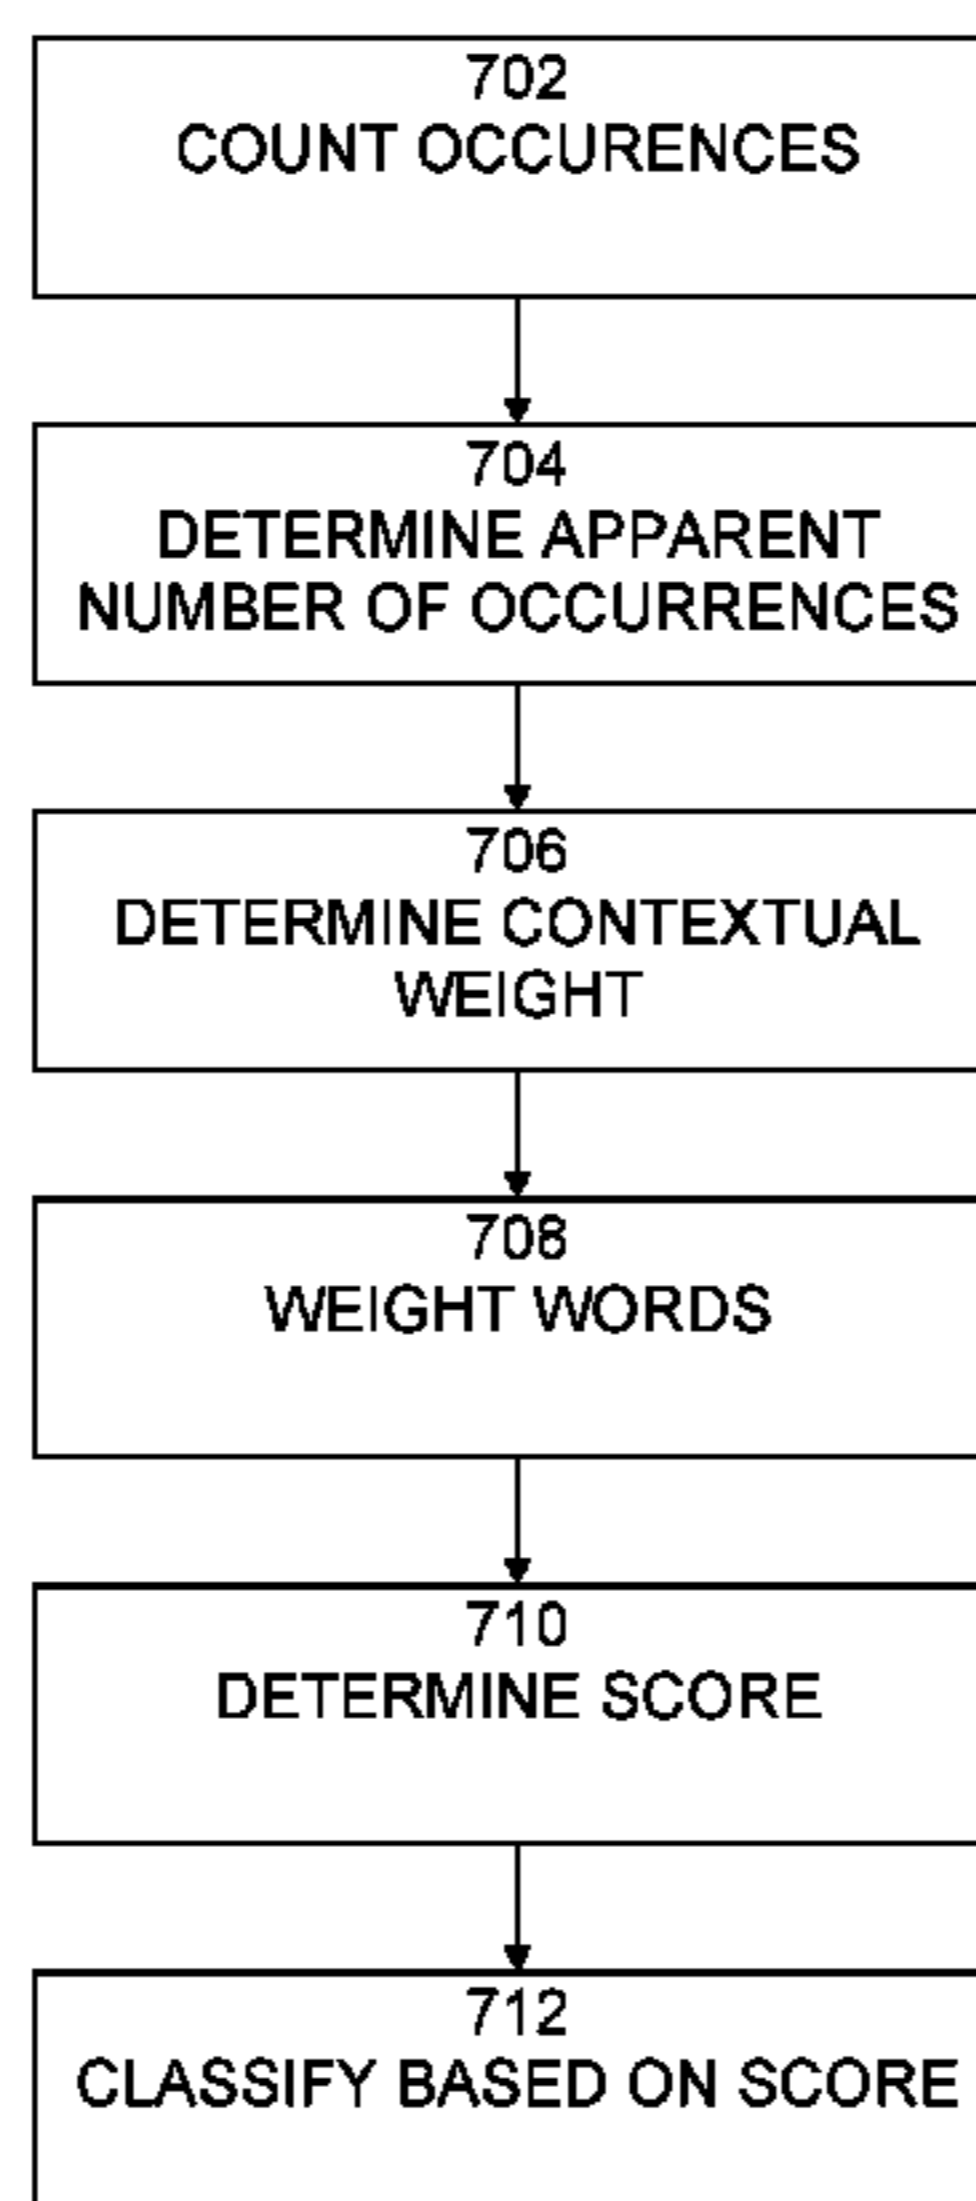 702
COUNT OCCURENCES
704
DETERMINE APPARENT
NUMBER OF OCCURRENCES
706
DETERMINE CONTEXTUAL
WEIGHT
708
WEIGHT WORDS
710
DETERMINE SCORE
712
CLASSIFY BASED ON SCORE